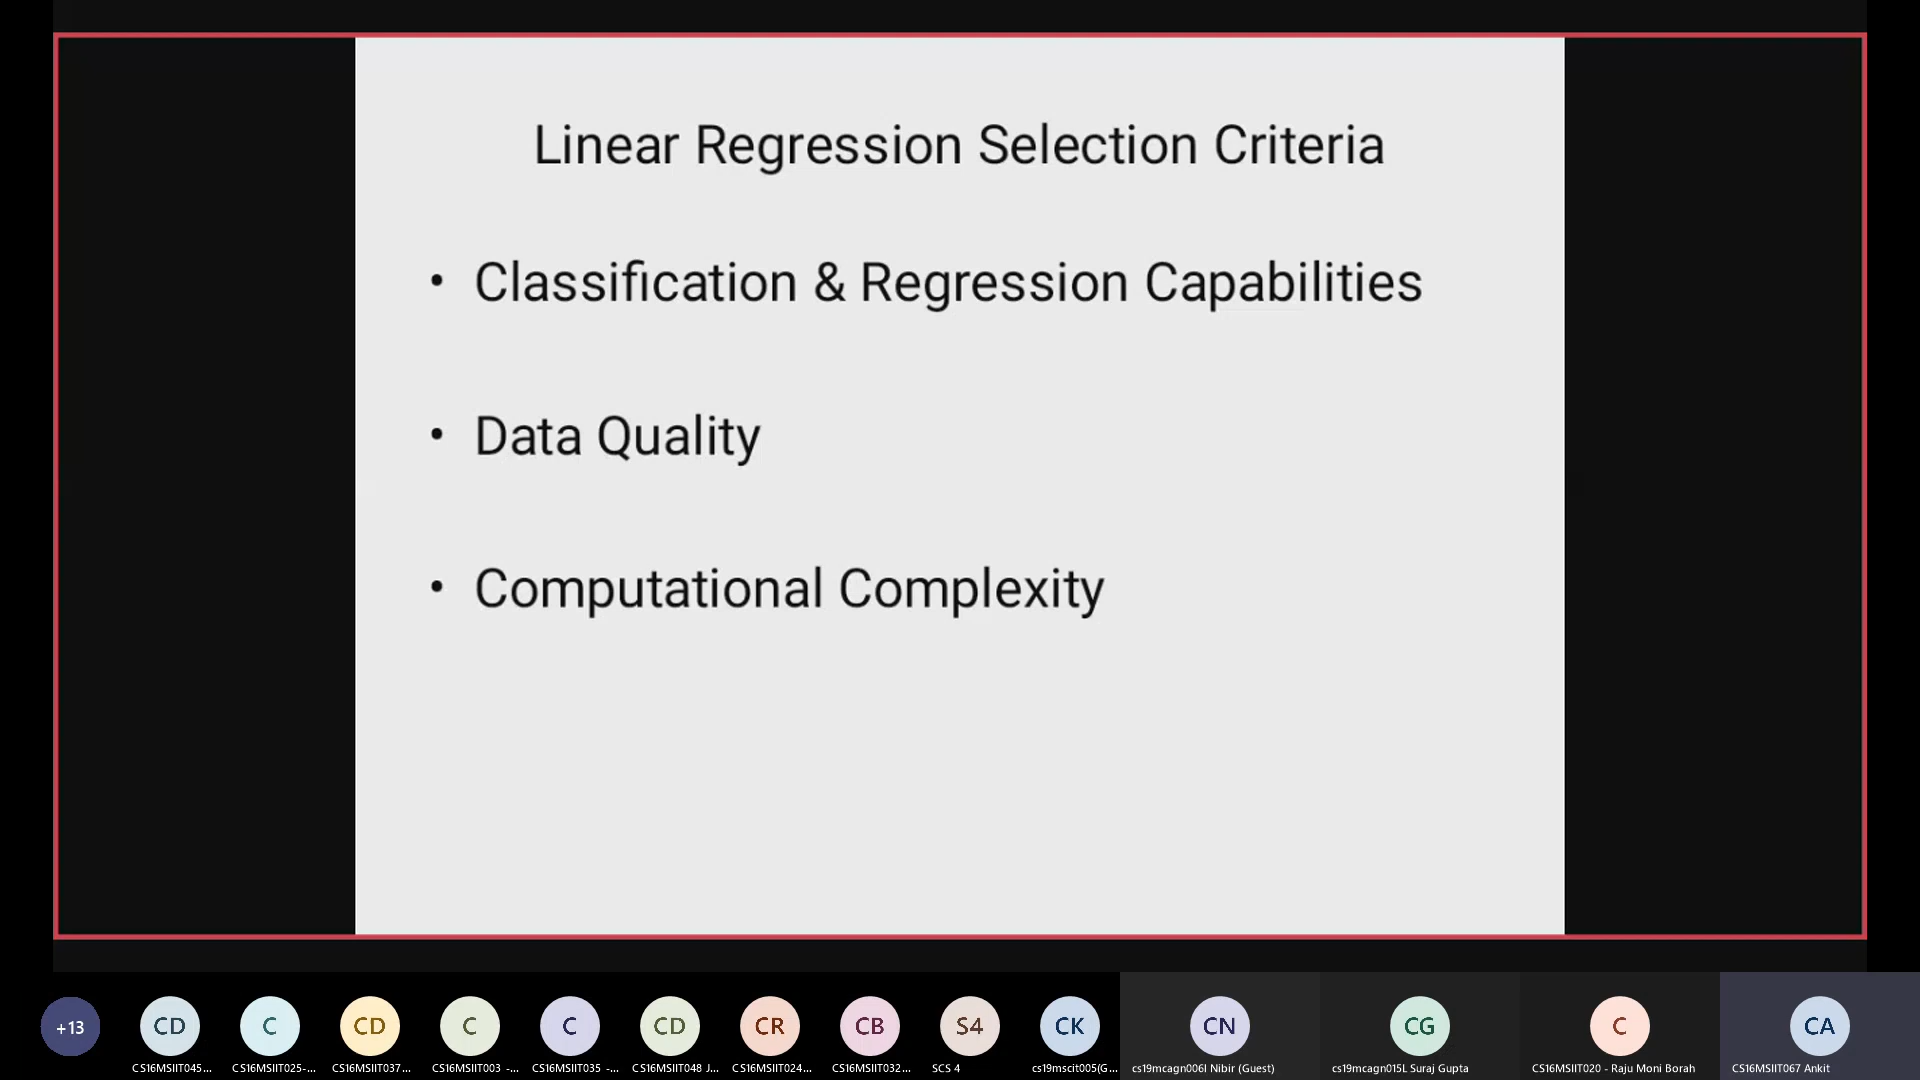 Linear Regression Selection Criteria
• Classification & Regression Capabilities
• Data Quality
• Computational Complexity
+13 CD C CD C C CD CR CB S4 CK CN CG C CA
CS16MSIIT045... CS16MSIIT025-... CS16MSIIT037... CS16MSIIT003 -... CS16MSIIT035 -... CS16MSIIT048 J... CS16MSIIT024... CS16MSIIT032... SCS 4 cs19mscit005(G... cs19mcagn006l Nibir (Guest) cs19mcagn015L Suraj Gupta CS16MSIIT020 - Raju Moni Borah CS16MSIIT067 Ankit